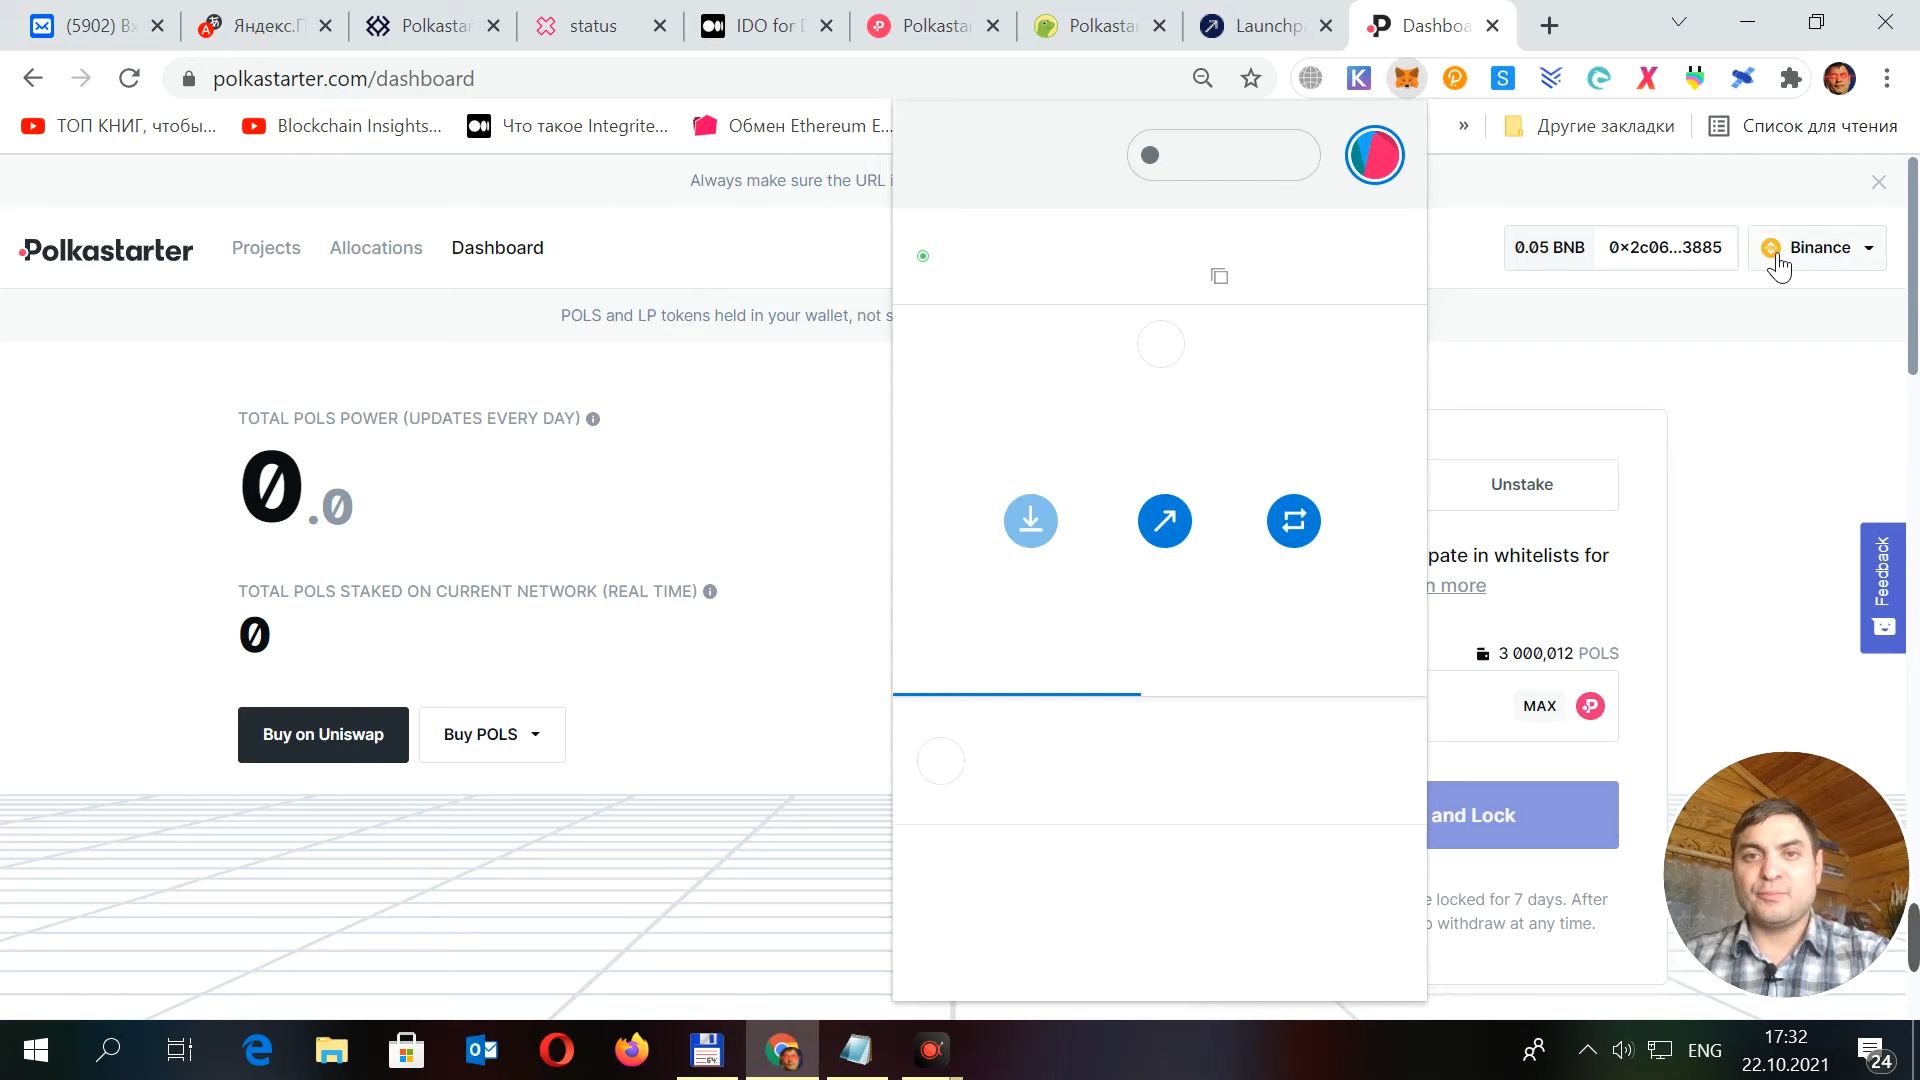 (5902) Вх
Яндекс.П
Polkastar
status
IDO for D
Polkastar
Polkasta
Launchpa
Dashboa
polkastarter.com/dashboard
ТОП КНИГ, чтобы...
Blockchain Insights...
Что такое Integrite...
Обмен Ethereum E...
»
Другие закладки
Список для чтения
Always make sure the URL i
Polkastarter
Projects
Allocations
Dashboard
0.05 BNB
0×2c06...3885
Binance
POLS and LP tokens held in your wallet, not s
TOTAL POLS POWER (UPDATES EVERY DAY)
0.0
TOTAL POLS STAKED ON CURRENT NETWORK (REAL TIME)
0
Buy on Uniswap
Buy POLS
Unstake
pate in whitelists for
n more
3 000,012 POLS
MAX
and Lock
e locked for 7 days. After
o withdraw at any time.
Feedback
ENG
17:32
22.10.2021
24